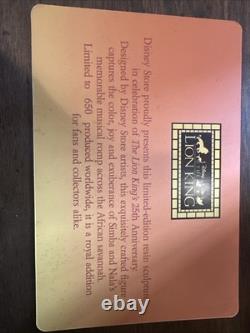 Disney
THE
LION KING
Disney Store proudly presents this limited-edition resin sculpture
in celebration of The Lion King's 25th Anniversary.
Designed by Disney Store artists, this exquisitely crafted figurine
captures the color, joy and exuberance of Simba and Nala's
memorable musical romp across the African savannah.
Limited to 650 produced worldwide, it is a royal addition
for fans and collectors alike.